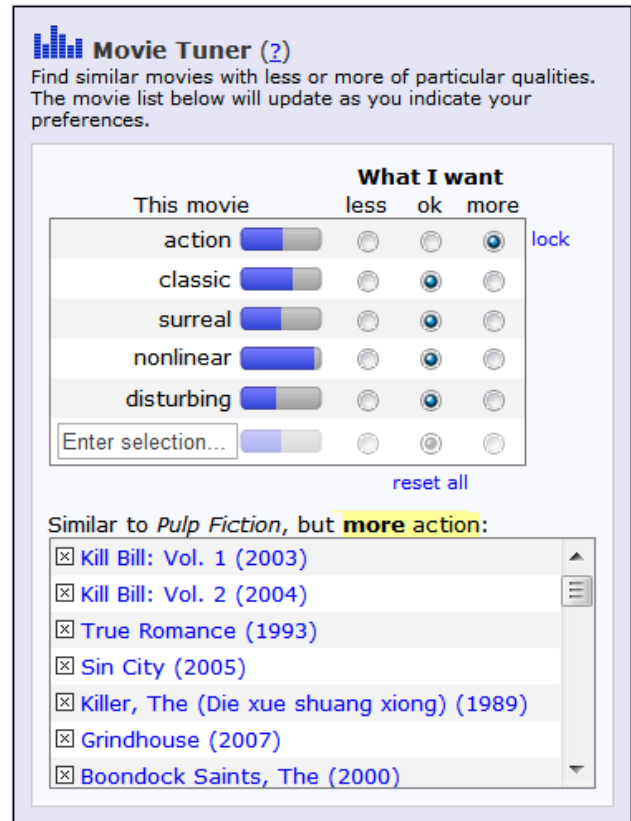 Movie Tuner (?)
Find similar movies with less or more of particular qualities.
The movie list below will update as you indicate your
preferences.
What I want
This movie less ok more
action lock
classic
surreal
nonlinear
disturbing
Enter selection...
reset all
Similar to Pulp Fiction, but more action:
Kill Bill: Vol. 1 (2003)
Kill Bill: Vol. 2 (2004)
True Romance (1993)
Sin City (2005)
Killer, The (Die xue shuang xiong) (1989)
Grindhouse (2007)
Boondock Saints, The (2000)